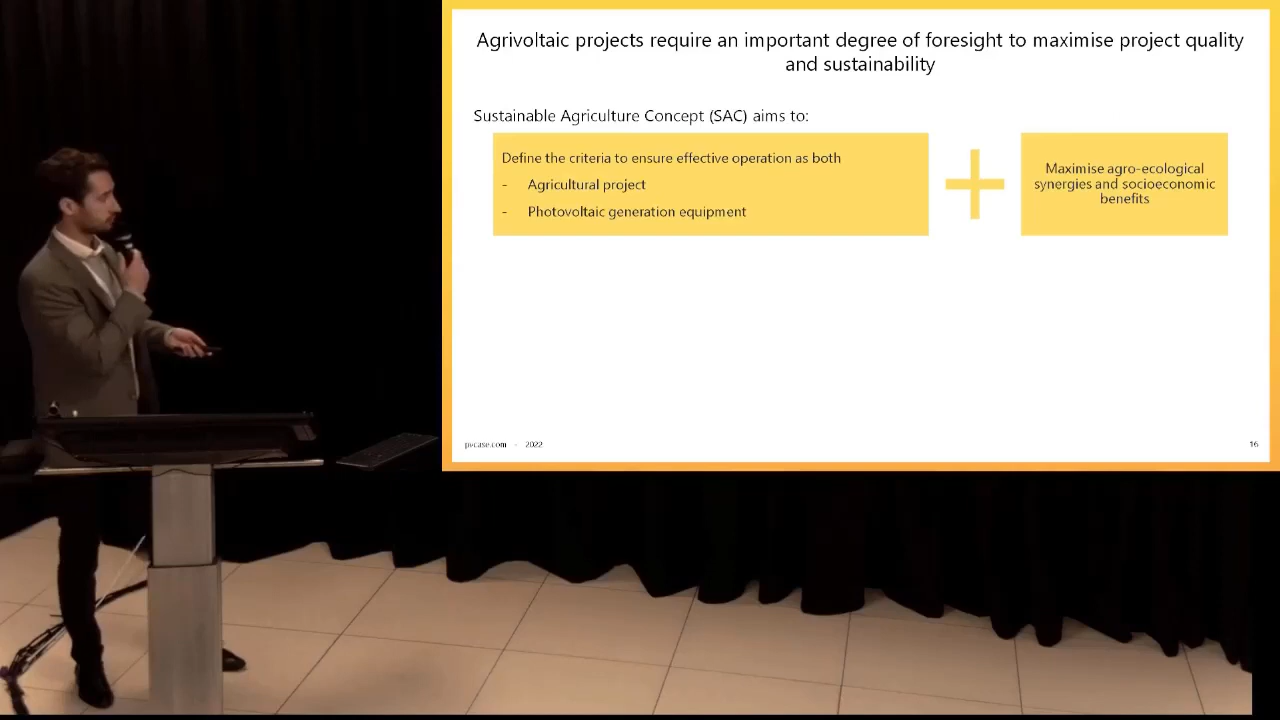 Agrivoltaic projects require an important degree of foresight to maximise project quality
and sustainability
Sustainable Agriculture Concept (SAC) aims to:
Define the criteria to ensure effective operation as both
- Agricultural project
- Photovoltaic generation equipment
Maximise agro-ecological
synergies and socioeconomic
benefits
pvcase.com - 2022
16